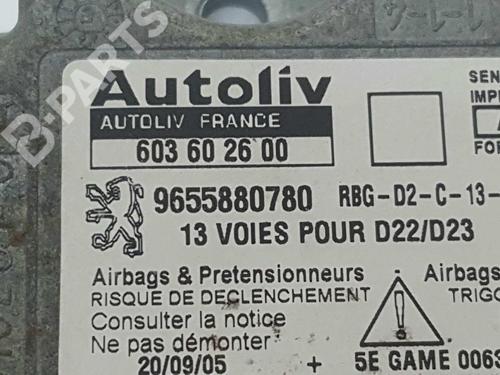 Autoliv
AUTOLIV FRANCE
603 60 26 00
SEN
IMP
FOR
9655880780 RBG-D2-C-13-
13 VOIES POUR D22/D23
Airbags & Pretensionneurs Airbags
RISQUE DE DECLENCHEMENT TRIGG
Consulter la notice
Ne pas démonter
20/09/05 + 5E GAME 0063
B-PARTS